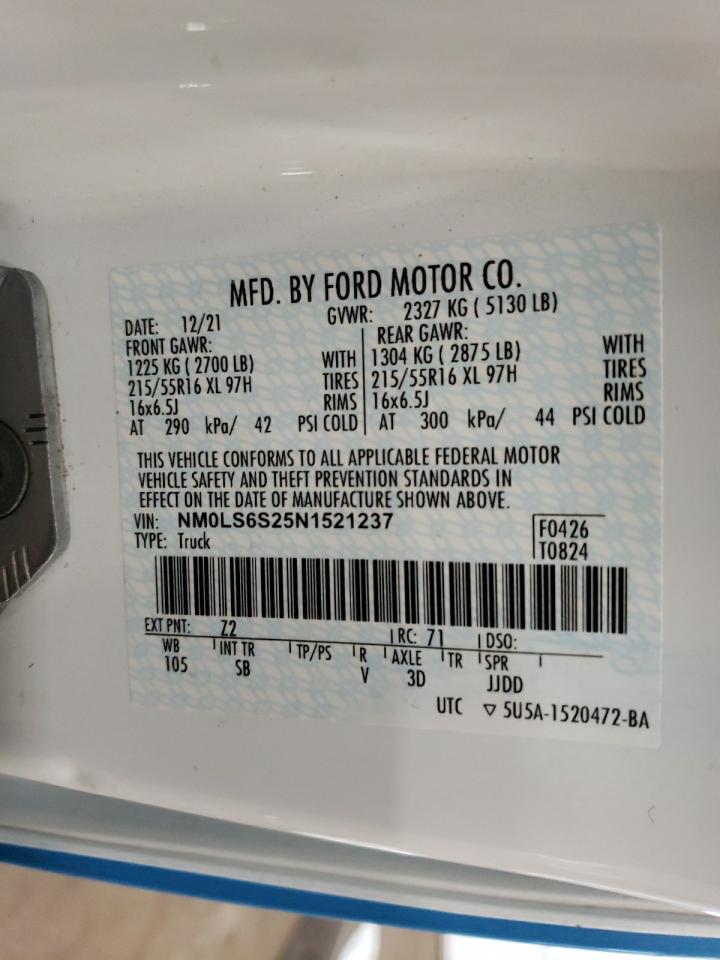 MFD. BY FORD MOTOR CO.
DATE: 12/21 GVWR: 2327 KG ( 5130 LB)
FRONT GAWR: REAR GAWR:
1225 KG ( 2700 LB) WITH 1304 KG ( 2875 LB) WITH
215/55R16 XL 97H TIRES 215/55R16 XL 97H TIRES
16x6.5J RIMS 16x6.5J RIMS
AT 290 kPa/ 42 PSI COLD AT 300 kPa/ 44 PSI COLD
THIS VEHICLE CONFORMS TO ALL APPLICABLE FEDERAL MOTOR
VEHICLE SAFETY AND THEFT PREVENTION STANDARDS IN
EFFECT ON THE DATE OF MANUFACTURE SHOWN ABOVE.
VIN: NM0LS6S25N1521237 F0426
TYPE: Truck T0824
EXT PNT: Z2 RC: 71 DSO:
WB INT TR TP/PS R AXLE TR SPR
105 SB V 3D JJDD
UTC ▽ 5U5A-1520472-BA